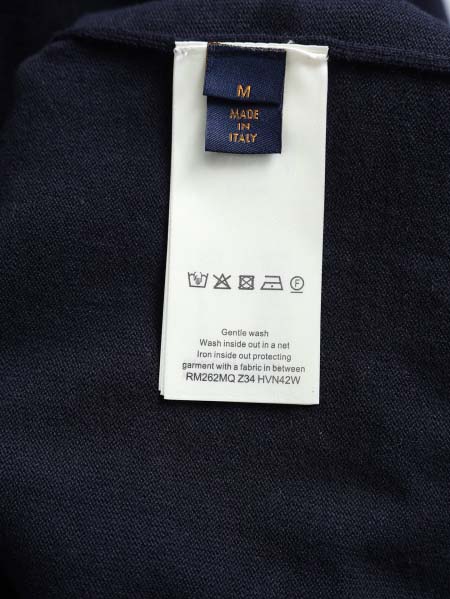 M
MADE
IN
ITALY
F
Gentle wash
Wash inside out in a net
Iron inside out protecting
garment with a fabric in between
RM262MQ Z34 HVN42W